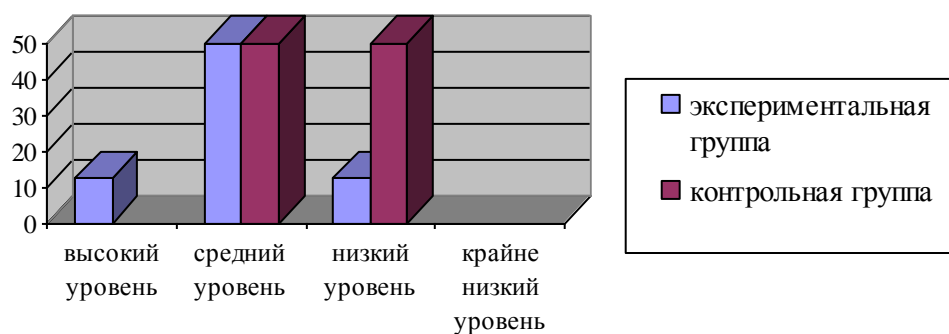 50
40
30
20
10
0
высокий уровень
средний уровень
низкий уровень
крайне низкий уровень
экспериментальная
группа
контрольная группа